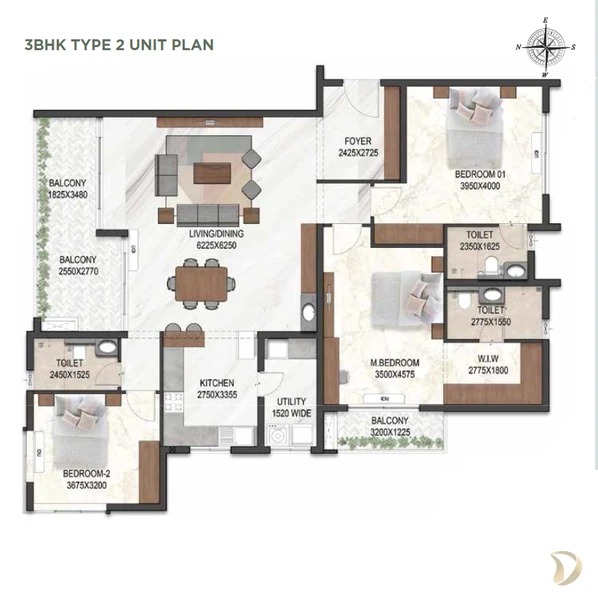 3BHK TYPE 2 UNIT PLAN
E
N
S
W
FOYER
2425X2725
BEDROOM 01
3950X4000
BALCONY
1825X3480
LIVING/DINING
6225X6250
TOILET
2350X1625
BALCONY
2550X2770
TOILET
2775X1550
TOILET
2450X1525
KITCHEN
2750X3355
M.BEDROOM
3500X4575
W.I.W
2775X1800
UTILITY
1520 WIDE
BALCONY
3200X1225
BEDROOM-2
3675X3200